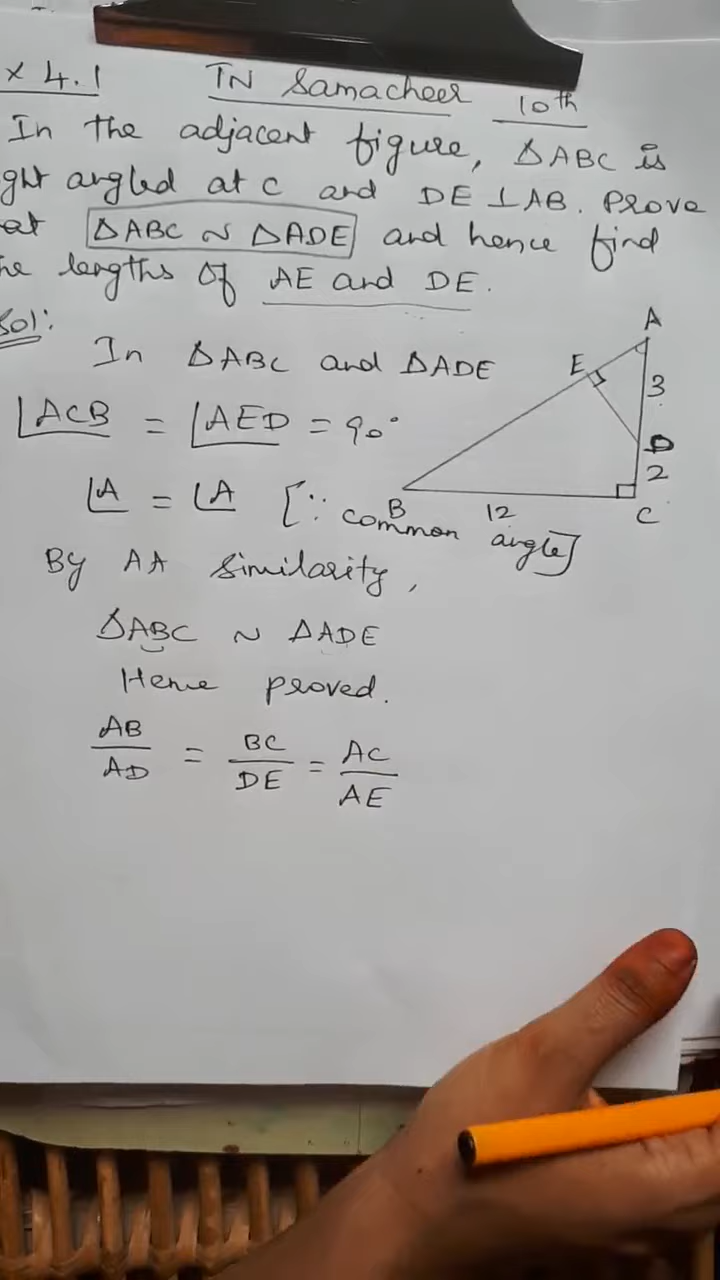 x 4.1 TN Samacheer 10th
In the adjacent figure, ΔABC is
ght angled at C and DE ⊥ AB. Prove
at ΔABC ~ ΔADE and hence find
he lengths of AE and DE.
Sol:
In ΔABC and ΔADE
∠ACB = ∠AED = 90°
∠A = ∠A [∵ common angle]
By AA similarity,
ΔABC ~ ΔADE
Hence proved.
AB/AD = BC/DE = AC/AE
A
E
3
D
2
B
12
C